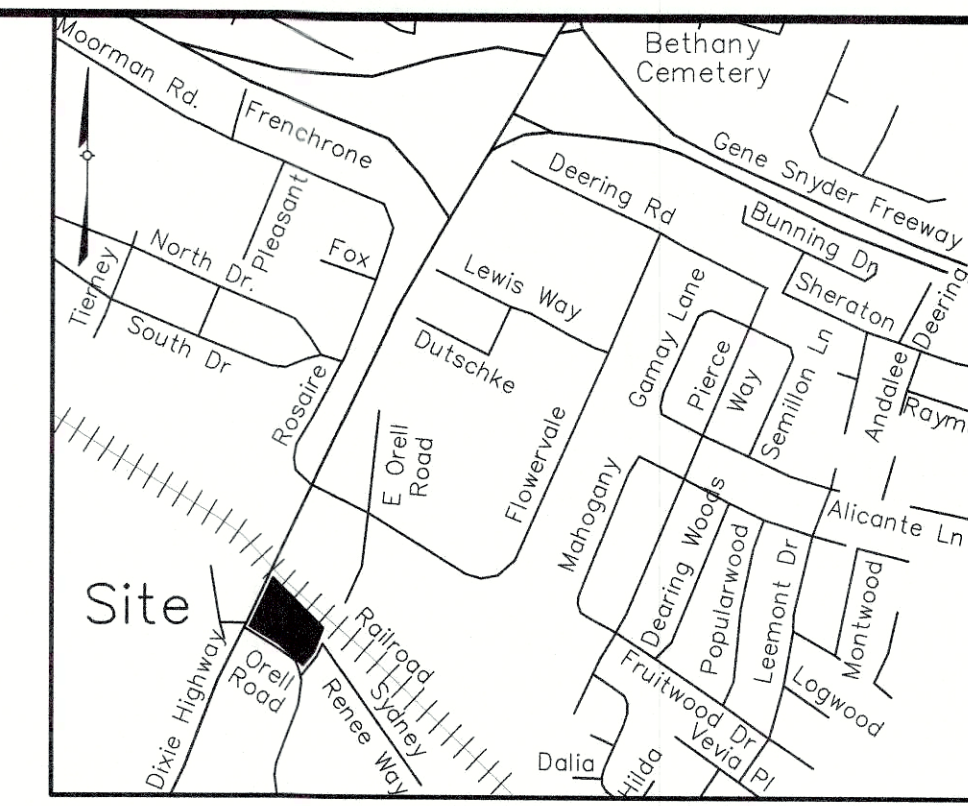 Bethany
Cemetery
Moorman Rd.
Frenchrone
Gene Snyder Freeway
Deering Rd
Pleasant
Bunning Dr
North Dr.
Fox
Lewis Way
Sheraton
Deering
Tierney
South Dr
Dutschke
Gamay Lane
Pierce
Way
Semillon Ln
Andalee
Raym
Rosaire
E Orell
Road
Flowervale
Mahogany
Dearing Woods
Popularwood
Leemont Dr
Alicante Ln
Montwood
Site
Railroad
Orell
Road
Dixie Highway
Renee Way
Sydney
Fruitwood Dr
Logwood
Vevia Pl
Dalia
Hilda